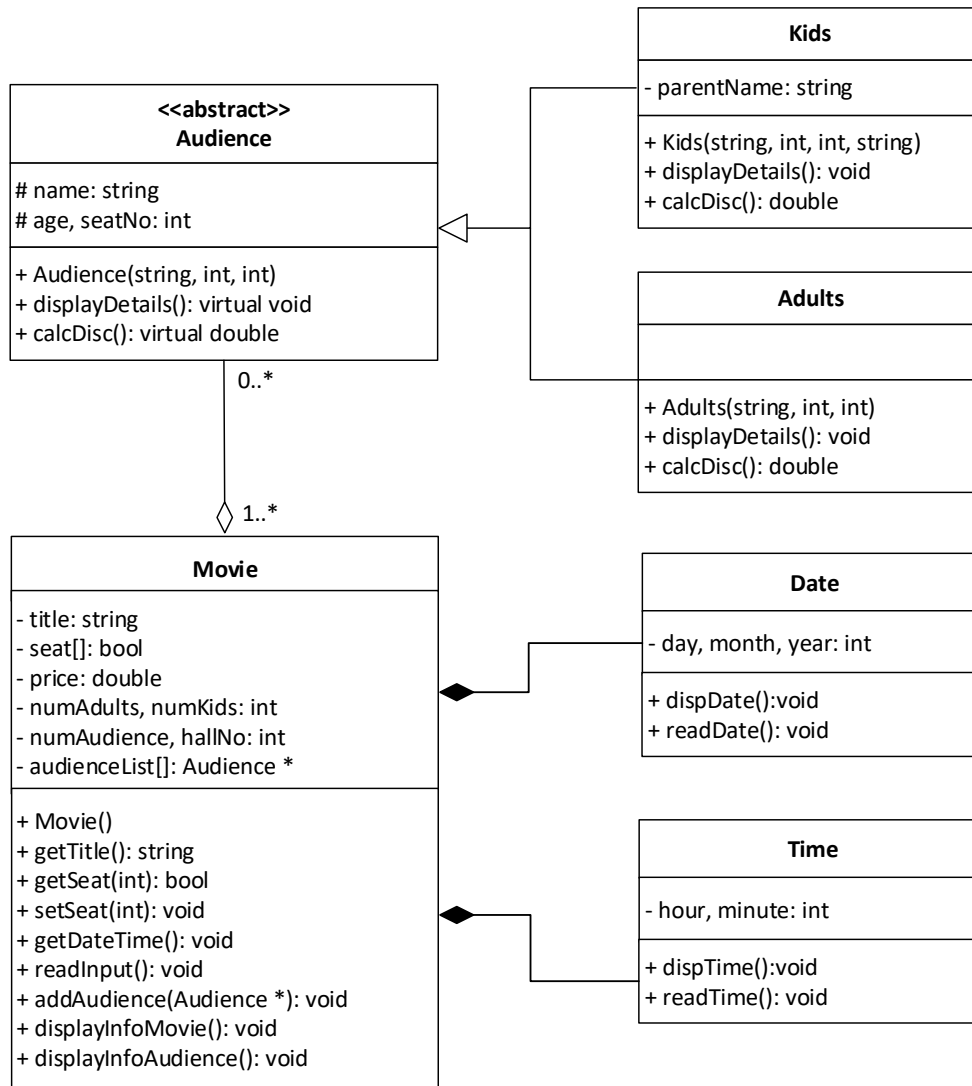 <<abstract>>
Audience
# name: string
# age, seatNo: int
+ Audience(string, int, int)
+ displayDetails(): virtual void
+ calcDisc(): virtual double
0..*
1..*
Kids
- parentName: string
+ Kids(string, int, int, string)
+ displayDetails(): void
+ calcDisc(): double
Adults
+ Adults(string, int, int)
+ displayDetails(): void
+ calcDisc(): double
Movie
- title: string
- seat[]: bool
- price: double
- numAdults, numKids: int
- numAudience, hallNo: int
- audienceList[]: Audience *
+ Movie()
+ getTitle(): string
+ getSeat(int): bool
+ setSeat(int): void
+ getDateTime(): void
+ readInput(): void
+ addAudience(Audience *): void
+ displayInfoMovie(): void
+ displayInfoAudience(): void
Date
- day, month, year: int
+ dispDate():void
+ readDate(): void
Time
- hour, minute: int
+ dispTime():void
+ readTime(): void